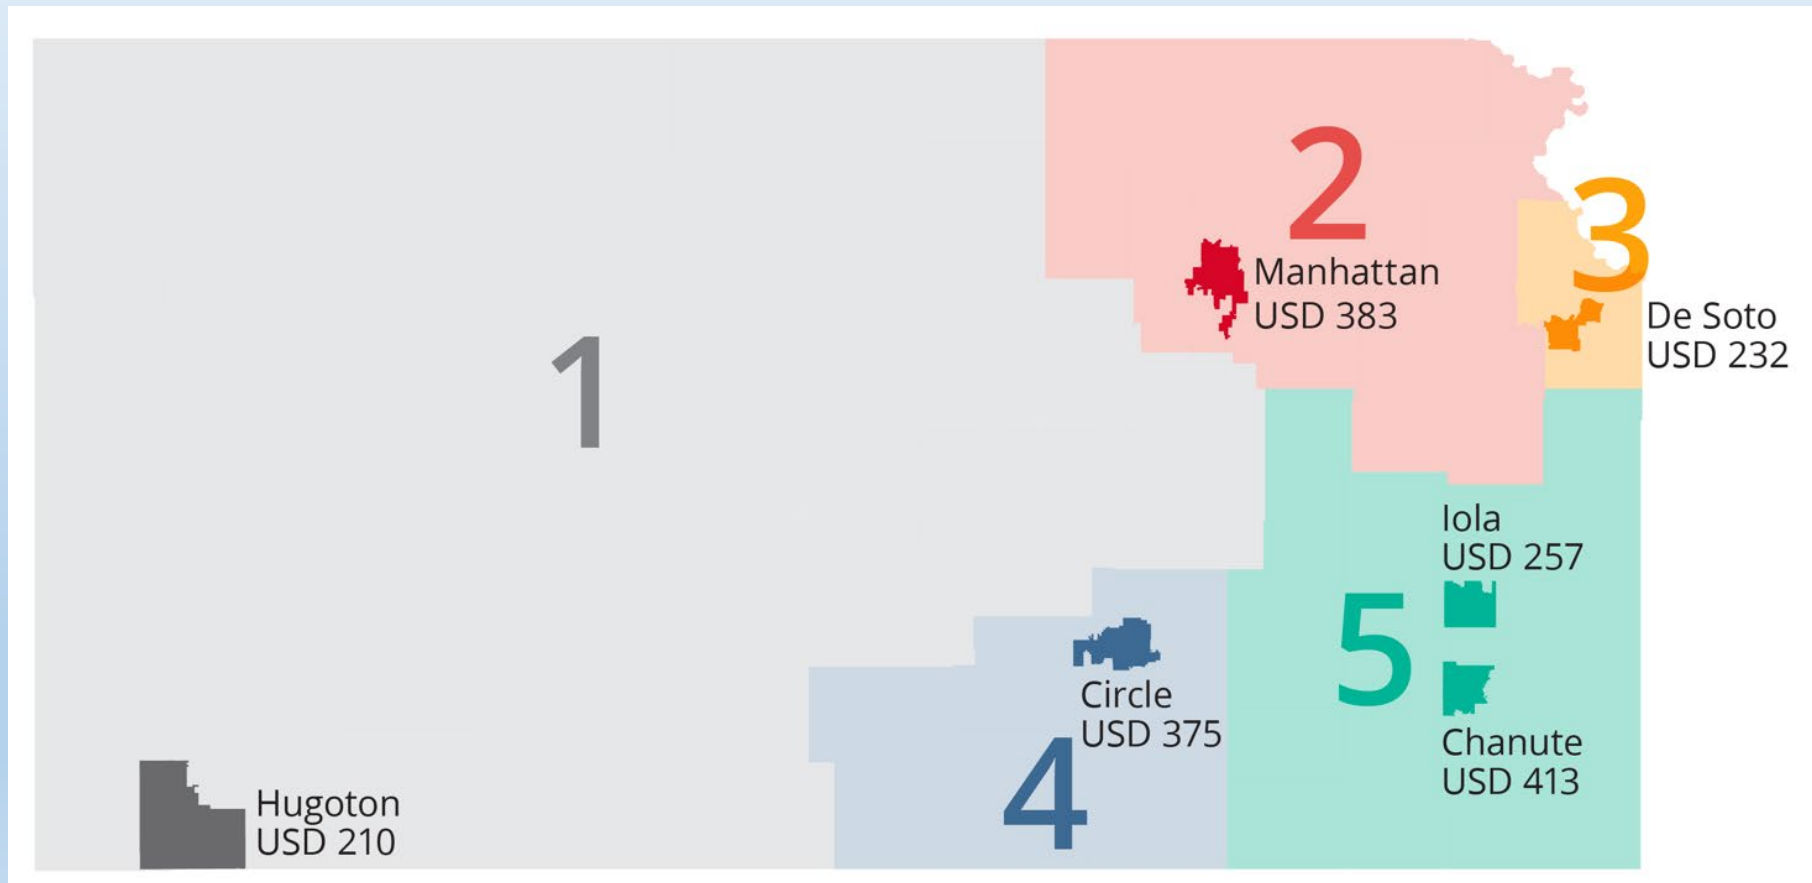 1
2
3
Manhattan
USD 383
De Soto
USD 232
Iola
USD 257
5
Circle
USD 375
4
Chanute
USD 413
Hugoton
USD 210